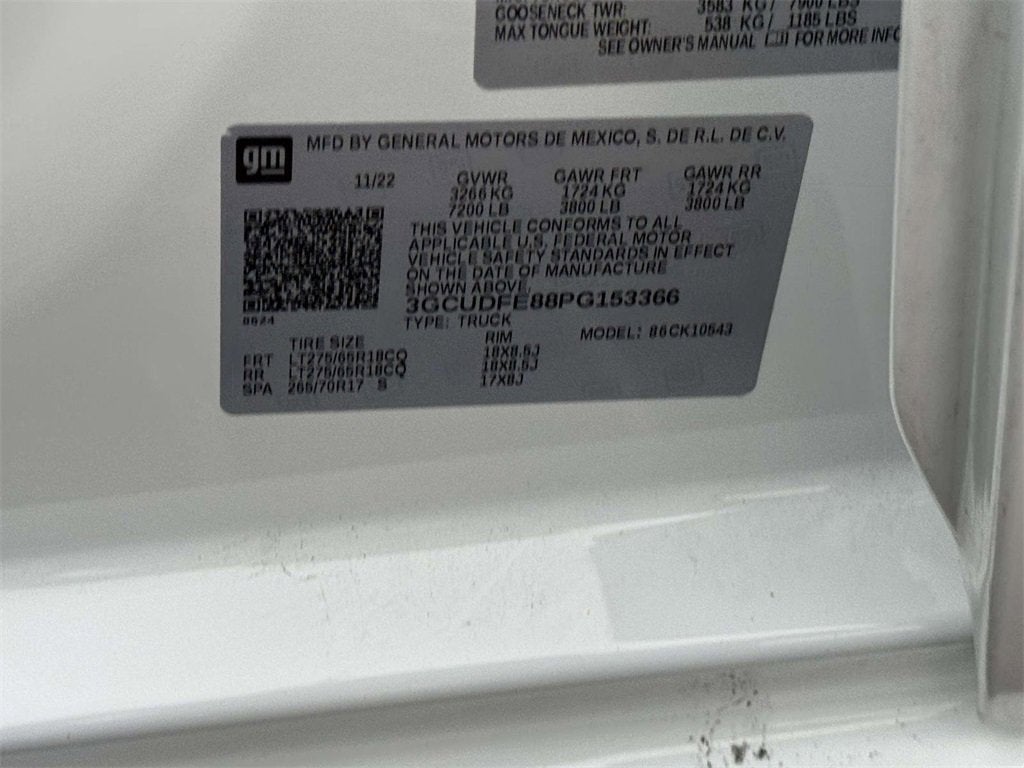 GOOSENECK TWR: 3583 KG/ 7900 LBS
MAX TONGUE WEIGHT: 538 KG/ 1185 LBS
SEE OWNER'S MANUAL FOR MORE INFO
gm
MFD BY GENERAL MOTORS DE MEXICO, S. DE R.L. DE C.V.
11/22 GVWR GAWR FRT GAWR RR
3266 KG 1724 KG 1724 KG
7200 LB 3800 LB 3800 LB
THIS VEHICLE CONFORMS TO ALL
APPLICABLE U.S. FEDERAL MOTOR
VEHICLE SAFETY STANDARDS IN EFFECT
ON THE DATE OF MANUFACTURE
SHOWN ABOVE.
3GCUDFE88PG153366
TYPE: TRUCK MODEL: 86CK10543
TIRE SIZE RIM
FRT LT275/65R18CQ 18X8.5J
RR LT275/65R18CQ 18X8.5J
SPA 265/70R17 S 17X8J